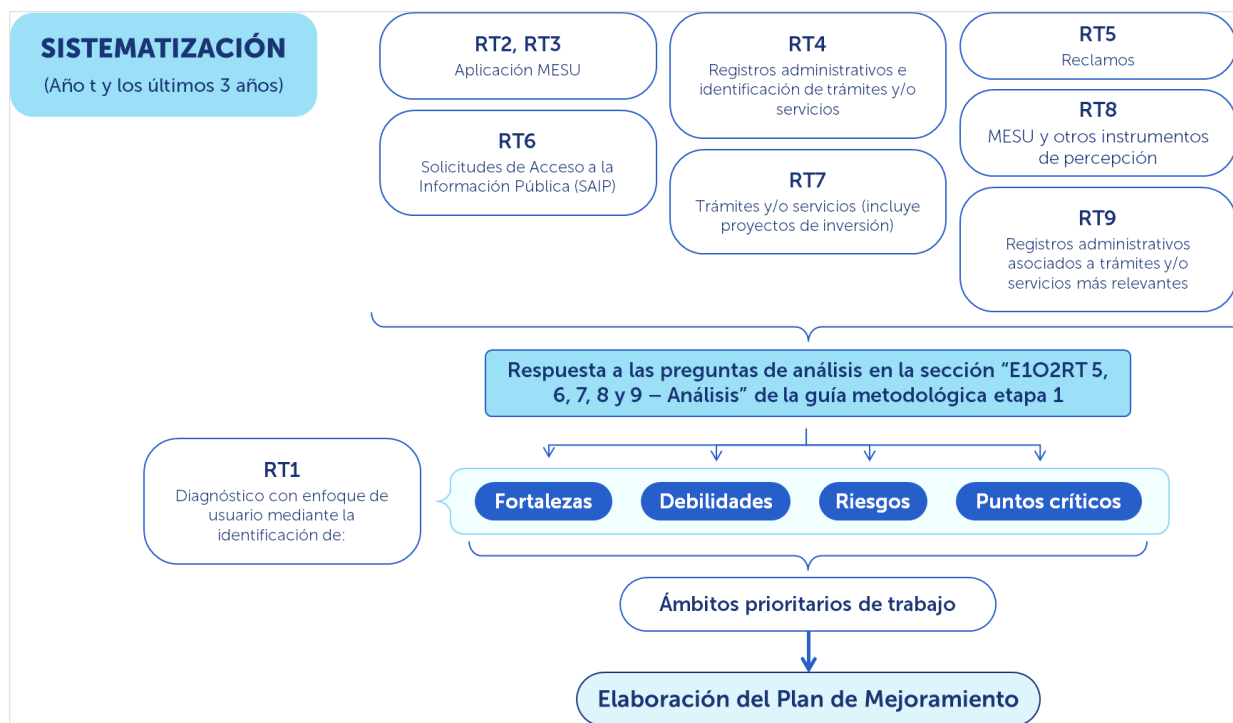 SISTEMATIZACIÓN
(Año t y los últimos 3 años)
RT2, RT3
Aplicación MESU
RT4
Registros administrativos e
identificación de trámites y/o
servicios
RT5
Reclamos
RT6
Solicitudes de Acceso a la
Información Pública (SAIP)
RT7
Trámites y/o servicios (incluye
proyectos de inversión)
RT8
MESU y otros instrumentos
de percepción
RT9
Registros administrativos
asociados a trámites y/o
servicios más relevantes
Respuesta a las preguntas de análisis en la sección “E1O2RT 5,
6, 7, 8 y 9 – Análisis” de la guía metodológica etapa 1
RT1
Diagnóstico con enfoque de
usuario mediante la
identificación de:
Fortalezas
Debilidades
Riesgos
Puntos críticos
Ámbitos prioritarios de trabajo
Elaboración del Plan de Mejoramiento